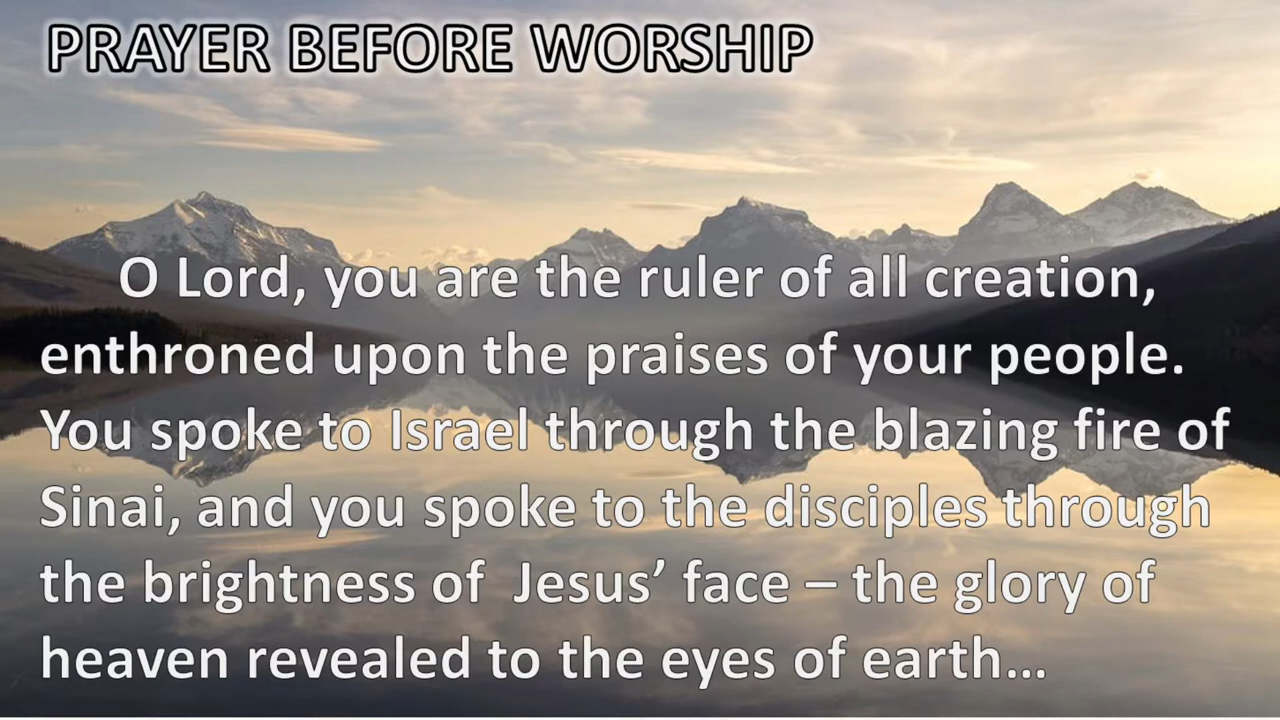 PRAYER BEFORE WORSHIP
O Lord, you are the ruler of all creation,
enthroned upon the praises of your people.
You spoke to Israel through the blazing fire of
Sinai, and you spoke to the disciples through
the brightness of  Jesus’ face – the glory of
heaven revealed to the eyes of earth…